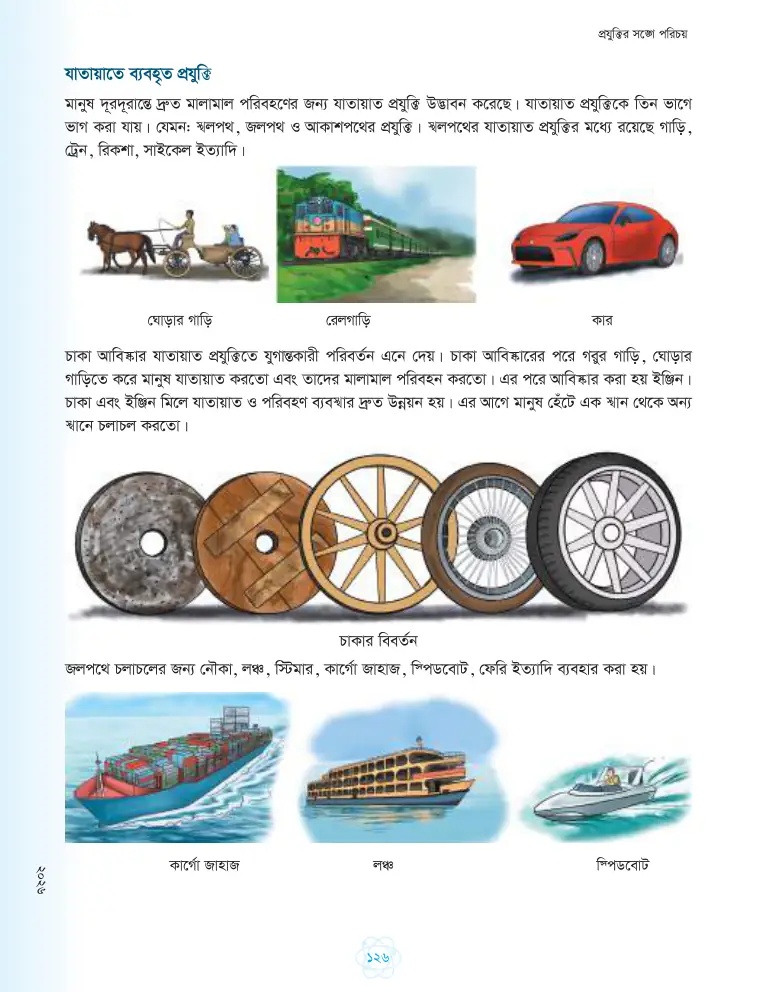 প্রযুক্তির সঙ্গে পরিচয়
যাতায়াতে ব্যবহৃত প্রযুক্তি
মানুষ দূরদূরান্তে দ্রুত মালামাল পরিবহণের জন্য যাতায়াত প্রযুক্তি উদ্ভাবন করেছে। যাতায়াত প্রযুক্তিকে তিন ভাগে
ভাগ করা যায়। যেমন: স্থলপথ, জলপথ ও আকাশপথের প্রযুক্তি। স্থলপথের যাতায়াত প্রযুক্তির মধ্যে রয়েছে গাড়ি,
ট্রেন, রিকশা, সাইকেল ইত্যাদি।
ঘোড়ার গাড়ি রেলগাড়ি কার
চাকা আবিষ্কার যাতায়াত প্রযুক্তিতে যুগান্তকারী পরিবর্তন এনে দেয়। চাকা আবিষ্কারের পরে গরুর গাড়ি, ঘোড়ার
গাড়িতে করে মানুষ যাতায়াত করতো এবং তাদের মালামাল পরিবহন করতো। এর পরে আবিষ্কার করা হয় ইঞ্জিন।
চাকা এবং ইঞ্জিন মিলে যাতায়াত ও পরিবহণ ব্যবস্থার দ্রুত উন্নয়ন হয়। এর আগে মানুষ হেঁটে এক স্থান থেকে অন্য
স্থানে চলাচল করতো।
চাকার বিবর্তন
জলপথে চলাচলের জন্য নৌকা, লঞ্চ, স্টিমার, কার্গো জাহাজ, স্পিডবোট, ফেরি ইত্যাদি ব্যবহার করা হয়।
কার্গো জাহাজ লঞ্চ স্পিডবোট
২০২৫
১২৬